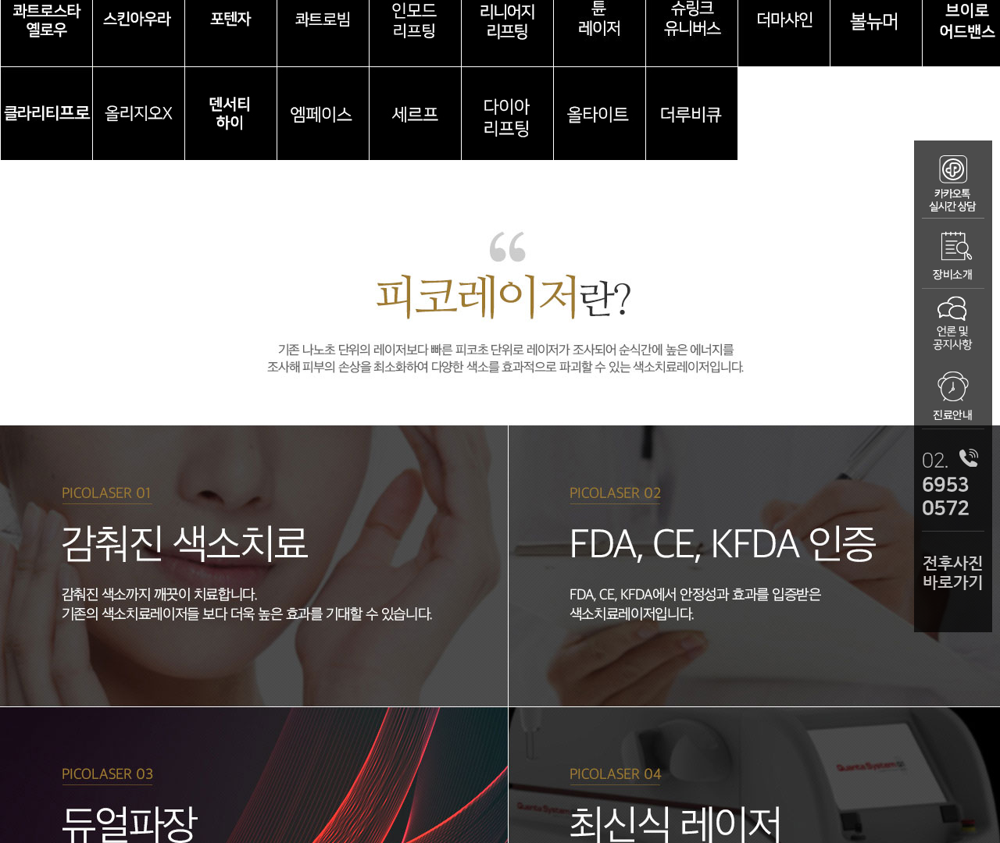 콰트로스타
옐로우
스킨아우라
포텐자
콰트로빔
인모드
리프팅
리니어지
리프팅
튠
레이저
슈링크
유니버스
더마샤인
볼뉴머
브이로
어드밴스
클라리티프로
올리지오X
덴서티
하이
엠페이스
세르프
다이아
리프팅
올타이트
더루비큐
카카오톡
실시간 상담
장비소개
언론 및
공지사항
진료안내
02.
6953
0572
전후사진
바로가기
“
피코레이저란?
기존 나노초 단위의 레이저보다 빠른 피코초 단위로 레이저가 조사되어 순식간에 높은 에너지를
조사해 피부의 손상을 최소화하여 다양한 색소를 효과적으로 파괴할 수 있는 색소치료레이저입니다.
PICOLASER 01
감춰진 색소치료
감춰진 색소까지 깨끗이 치료합니다.
기존의 색소치료레이저들 보다 더욱 높은 효과를 기대할 수 있습니다.
PICOLASER 02
FDA, CE, KFDA 인증
FDA, CE, KFDA에서 안정성과 효과를 입증받은
색소치료레이저입니다.
PICOLASER 03
듀얼파장
PICOLASER 04
최신식 레이저
Quanta System
Quanta System